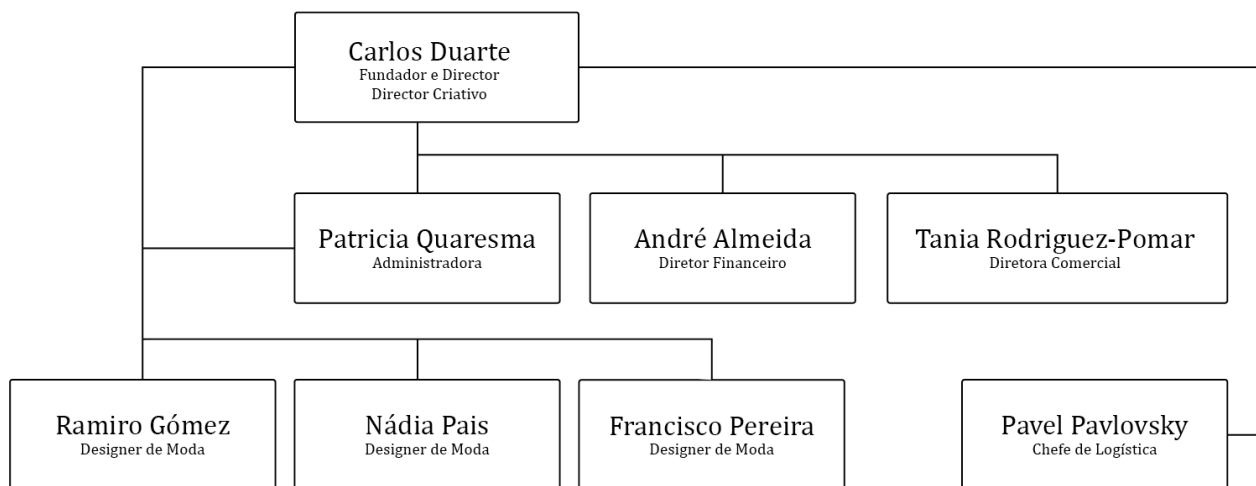 Carlos Duarte
Fundador e Director
Director Criativo
Patricia Quaresma
Administradora
André Almeida
Diretor Financeiro
Tania Rodriguez-Pomar
Diretora Comercial
Ramiro Gómez
Designer de Moda
Nádia Pais
Designer de Moda
Francisco Pereira
Designer de Moda
Pavel Pavlovsky
Chefe de Logística